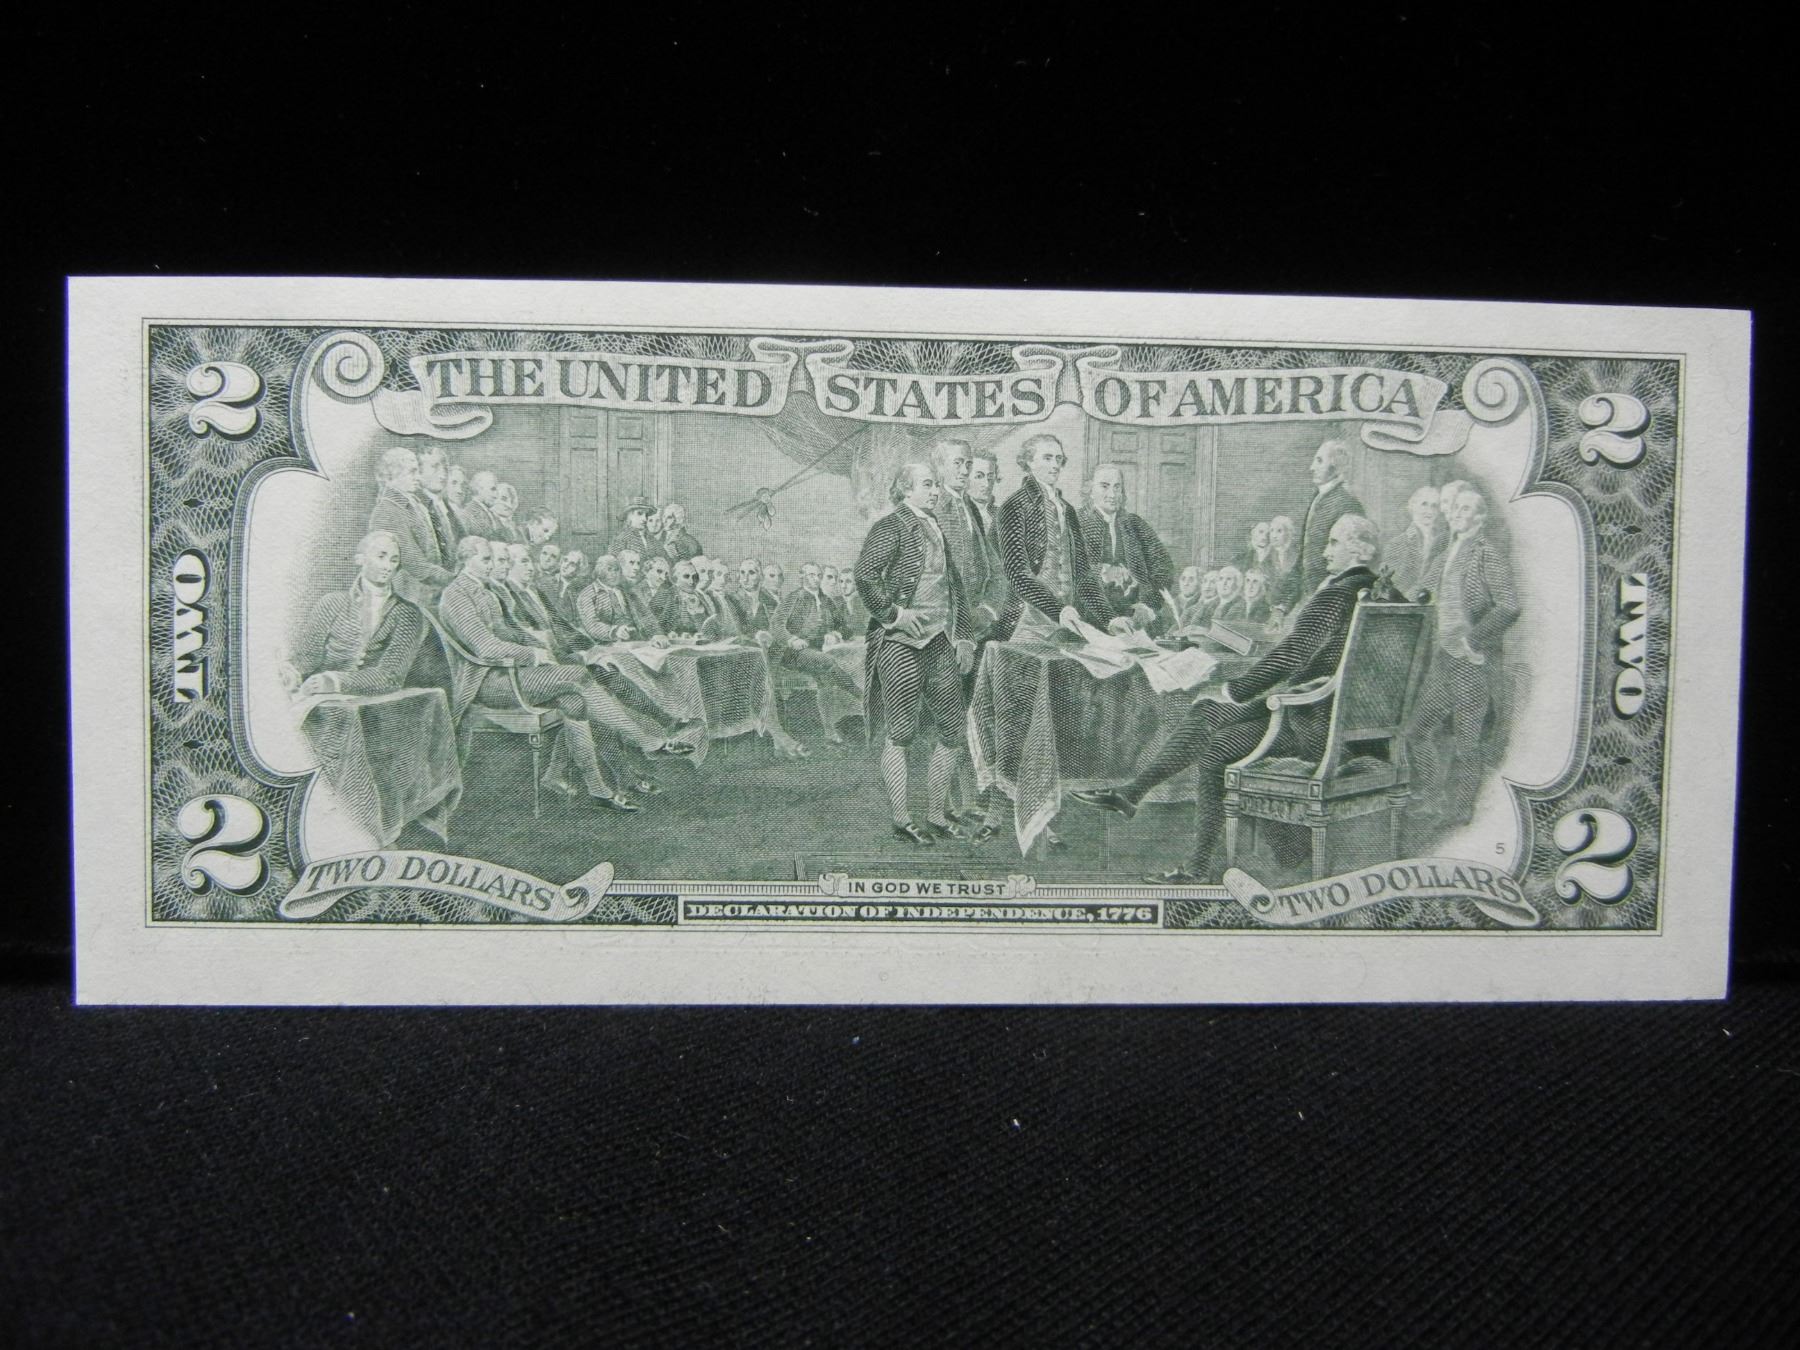 2 THE UNITED STATES OF AMERICA 2
TWO
TWO
5
2 TWO DOLLARS IN GOD WE TRUST TWO DOLLARS 2
DECLARATION OF INDEPENDENCE, 1776